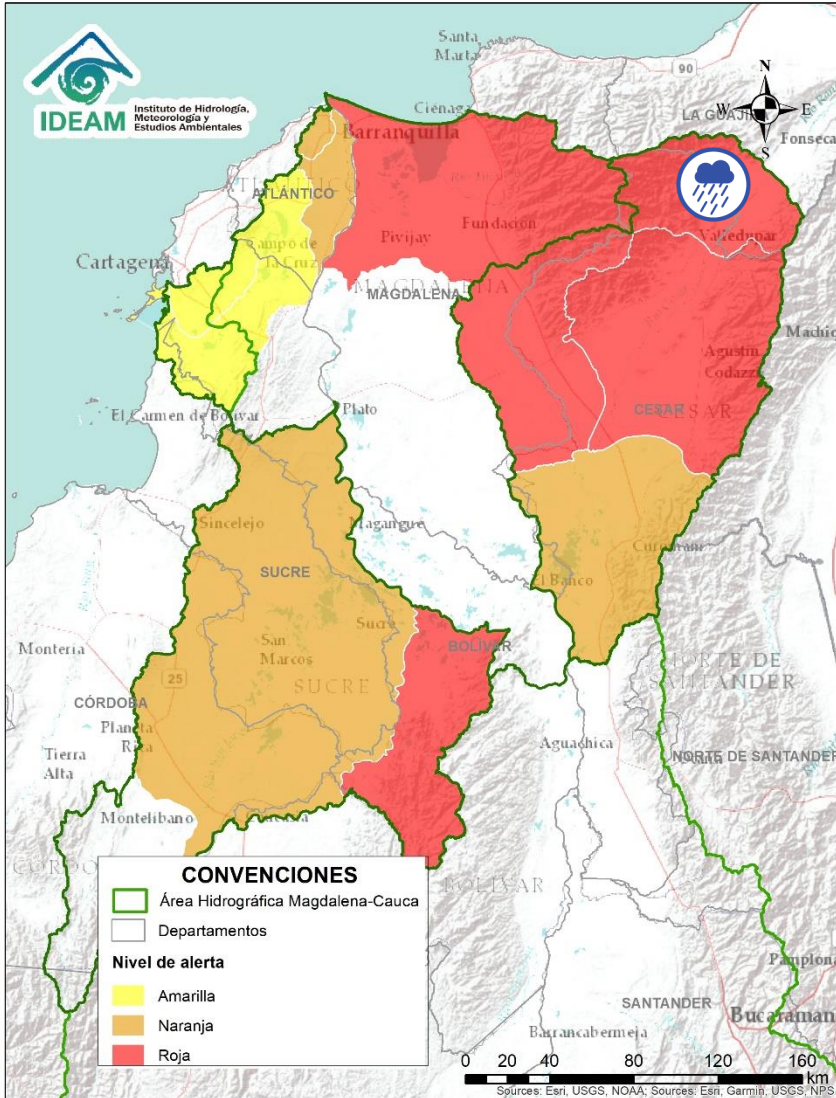 Santa
Marta
90
N
W E
S
IDEAM
Instituto de Hidrología,
Meteorología y
Estudios Ambientales
Ciénaga
LA GUAJIRA
Fonseca
Barranquilla
ATLÁNTICO
Fundación
Valledupar
Pivijay
Campo de
la Cruz
Cartagena
MAGDALENA
Agustín
Codazzi
CESAR
CESAR
El Carmen de Bolívar
Plato
Sincelejo
Magangué
El Banco
SUCRE
Sucre
San
Marcos
BOLÍVAR
Montería
25
SUCRE
NORTE DE
SANTANDER
CÓRDOBA
Planeta
Rica
Aguachica
NORTE DE SANTANDER
Tierra
Alta
Montelíbano
CONVENCIONES
Área Hidrográfica Magdalena-Cauca
Departamentos
BOLÍVAR
Nivel de alerta
Amarilla
Naranja
Roja
Pamplona
SANTANDER
Bucaraman
Barrancabermeja
0 20 40 80 120 160
km
Sources: Esri, USGS, NOAA; Sources: Esri, Garmin, USGS, NPS